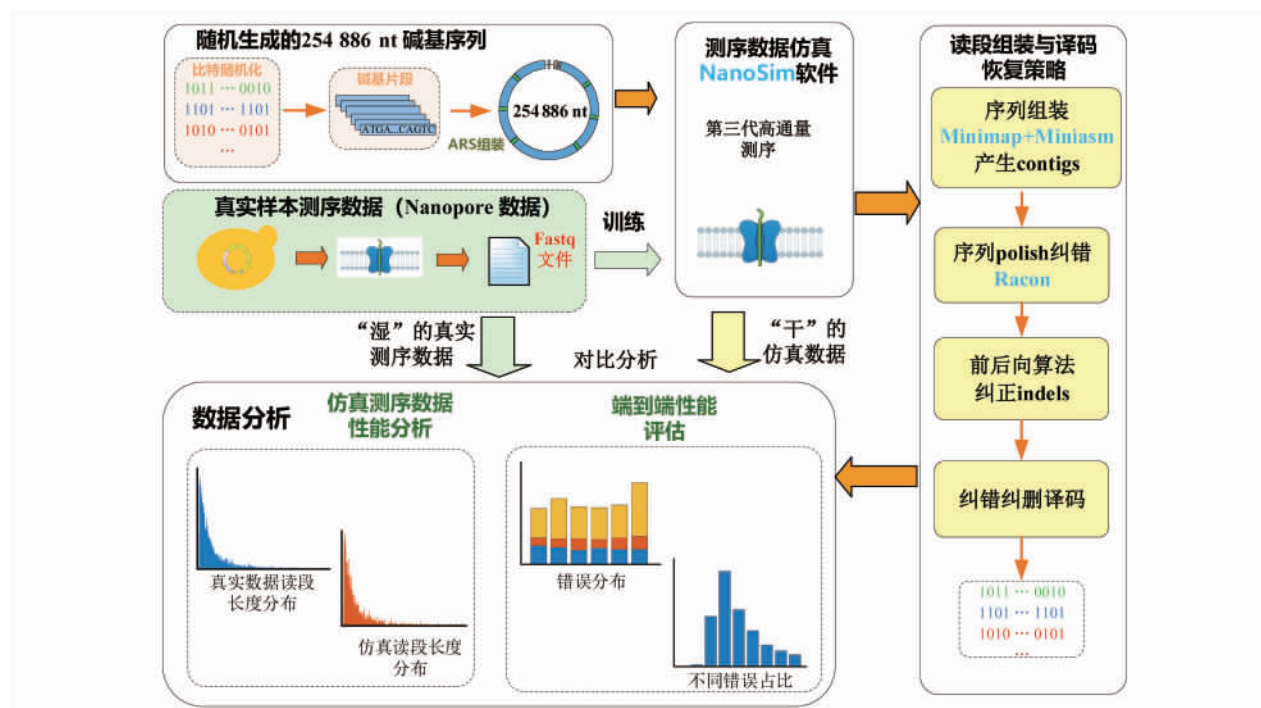 随机生成的254 886 nt 碱基序列
比特随机化
1011 ··· 0010
1101 ··· 1101
1010 ··· 0101
···
碱基片段
ATGA...CAGTC
ARS组装
254 886 nt
真实样本测序数据（Nanopore 数据）
Fastq
文件
训练
测序数据仿真
NanoSim软件
第三代高通量
测序
读段组装与译码
恢复策略
序列组装
Minimap+Miniasm
产生contigs
序列polish纠错
Racon
前后向算法
纠正indels
纠错纠删译码
1011 ··· 0010
1101 ··· 1101
1010 ··· 0101
···
“湿”的真实
测序数据
对比分析
“干”的
仿真数据
数据分析
仿真测序数据
性能分析
真实数据读段
长度分布
仿真读段长度
分布
端到端性能
评估
错误分布
不同错误占比